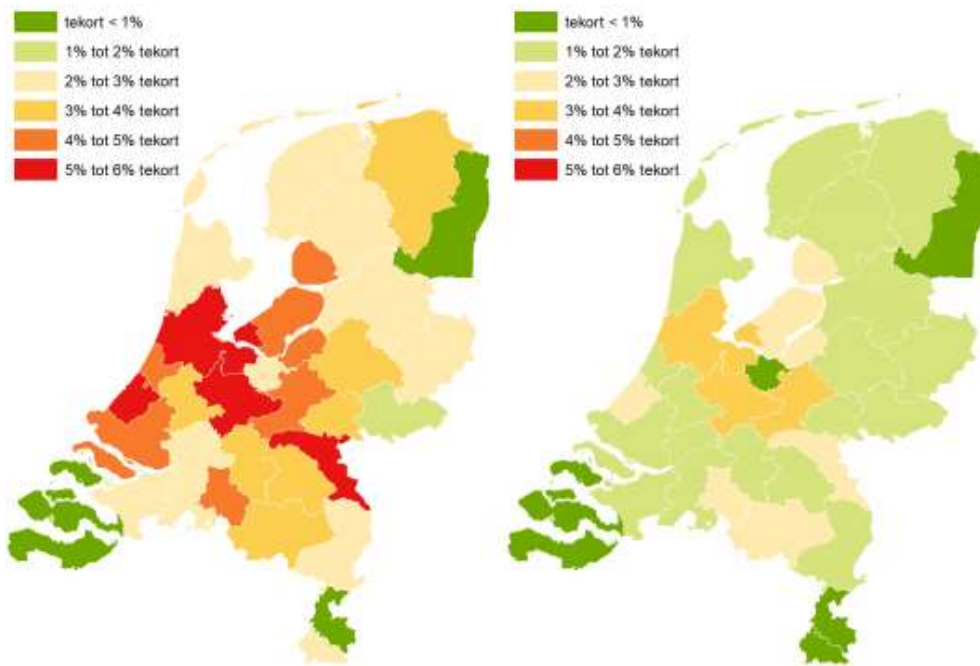 tekort < 1%
1% tot 2% tekort
2% tot 3% tekort
3% tot 4% tekort
4% tot 5% tekort
5% tot 6% tekort
tekort < 1%
1% tot 2% tekort
2% tot 3% tekort
3% tot 4% tekort
4% tot 5% tekort
5% tot 6% tekort